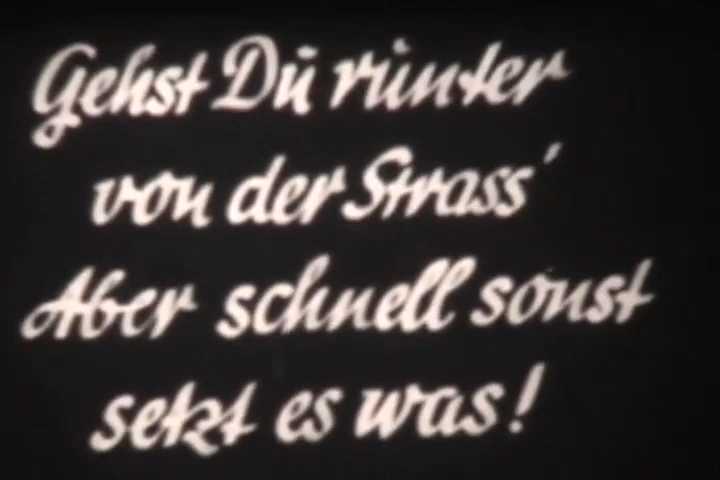 Gehst Du runter
von der Strass'
Aber schnell sonst
setzt es was!